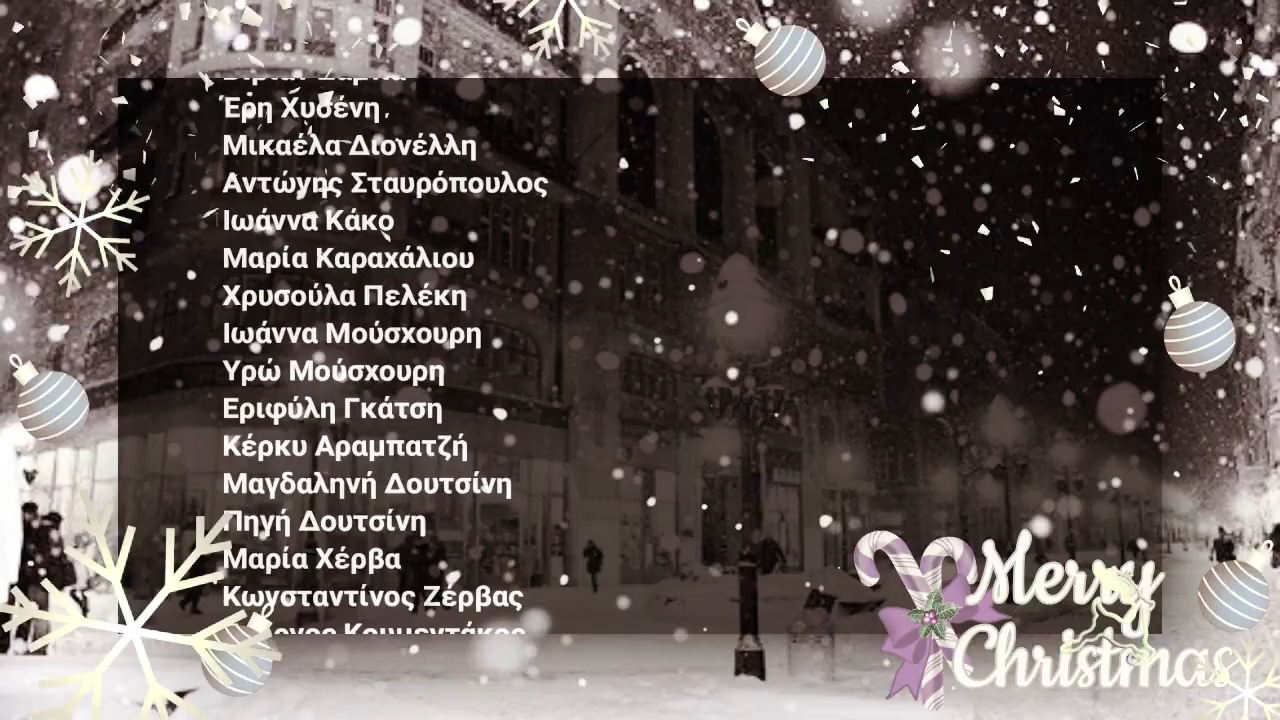 Έρη Χυσένη
Μικαέλα Διονέλλη
Αντώνης Σταυρόπουλος
Ιωάννα Κάκο
Μαρία Καραχάλιου
Χρυσούλα Πελέκη
Ιωάννα Μούσχουρη
Υρώ Μούσχουρη
Εριφύλη Γκάτση
Κέρκυ Αραμπατζή
Μαγδαληνή Δουτσίνη
Πηγή Δουτσίνη
Μαρία Χέρβα
Κωνσταντίνος Ζέρβας
Merry
Christmas